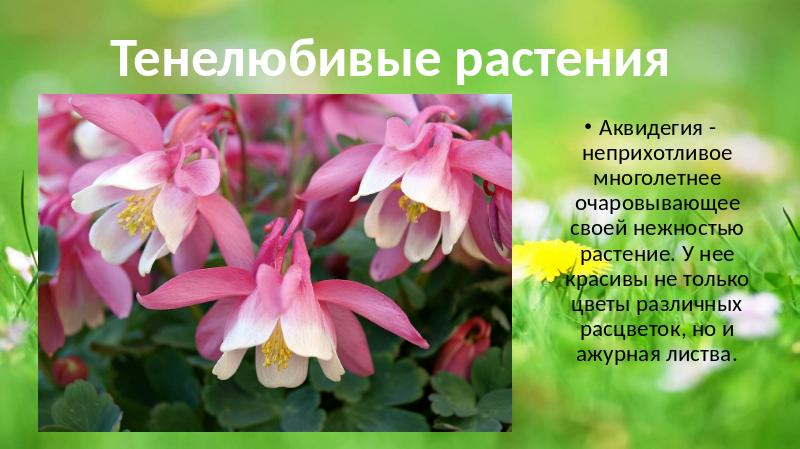 Тенелюбивые растения
• Аквидегия -
неприхотливое
многолетнее
очаровывающее
своей нежностью
растение. У нее
красивы не только
цветы различных
расцветок, но и
ажурная листва.